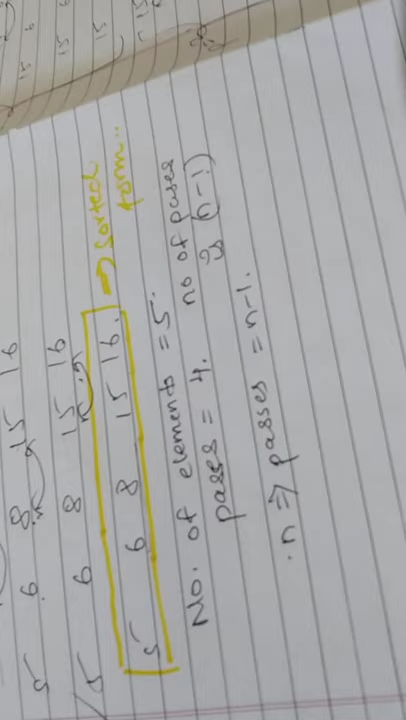 5 6 8 15 16
5 6 8 15 16
5 6 8 15 16. ⇒ Sorted form..
No. of elements = 5.
passes = 4. no of passes is (n-1)
. n ⇒ passes = n-1.